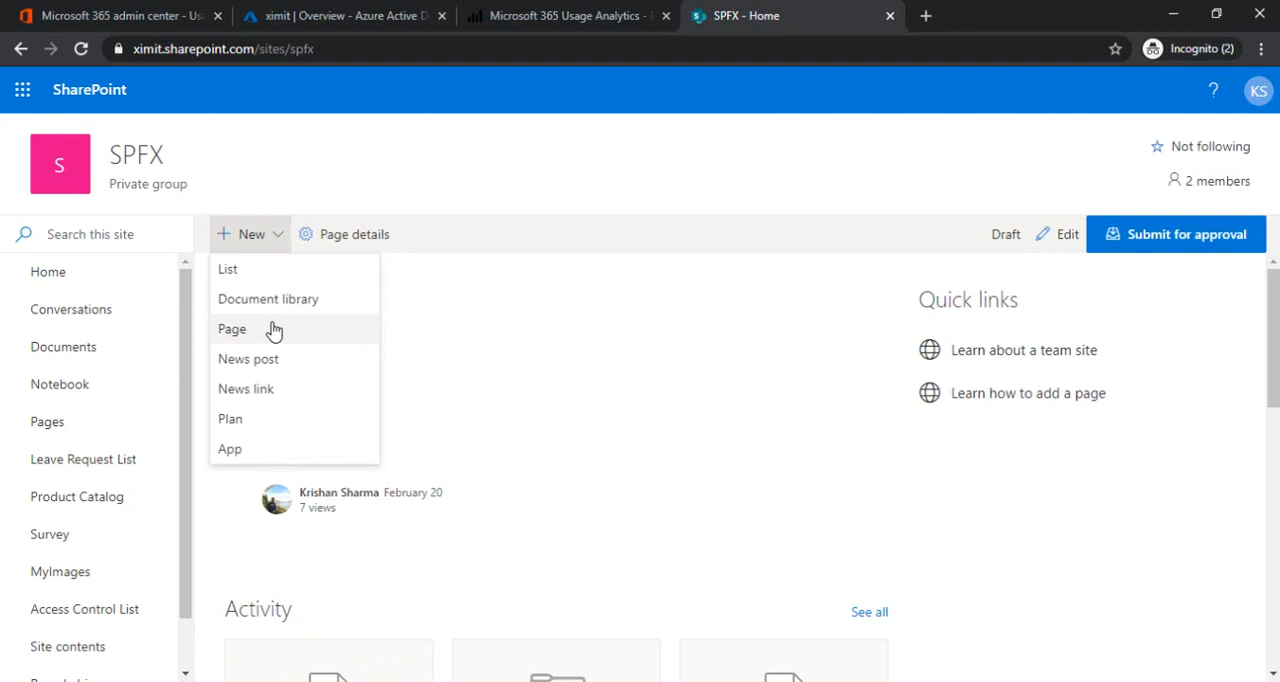 Microsoft 365 admin center - Us
ximit | Overview - Azure Active D
Microsoft 365 Usage Analytics -
SPFX - Home
ximit.sharepoint.com/sites/spfx
Incognito (2)
SharePoint
?
KS
S
SPFX
Private group
Not following
2 members
Search this site
New
Page details
Draft
Edit
Submit for approval
Home
Conversations
Documents
Notebook
Pages
Leave Request List
Product Catalog
Survey
MyImages
Access Control List
Site contents
List
Document library
Page
News post
News link
Plan
App
Krishan Sharma February 20
7 views
Activity
See all
Quick links
Learn about a team site
Learn how to add a page